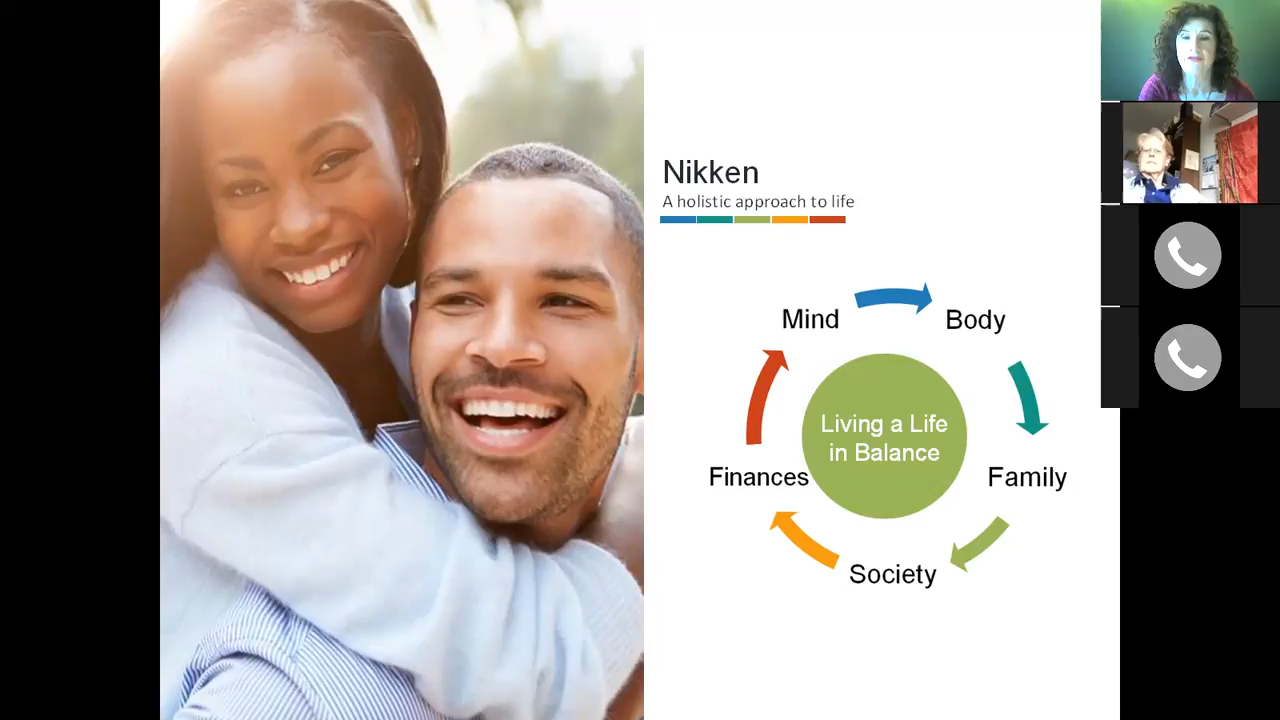 Nikken
A holistic approach to life
Mind
Body
Living a Life
in Balance
Finances
Family
Society